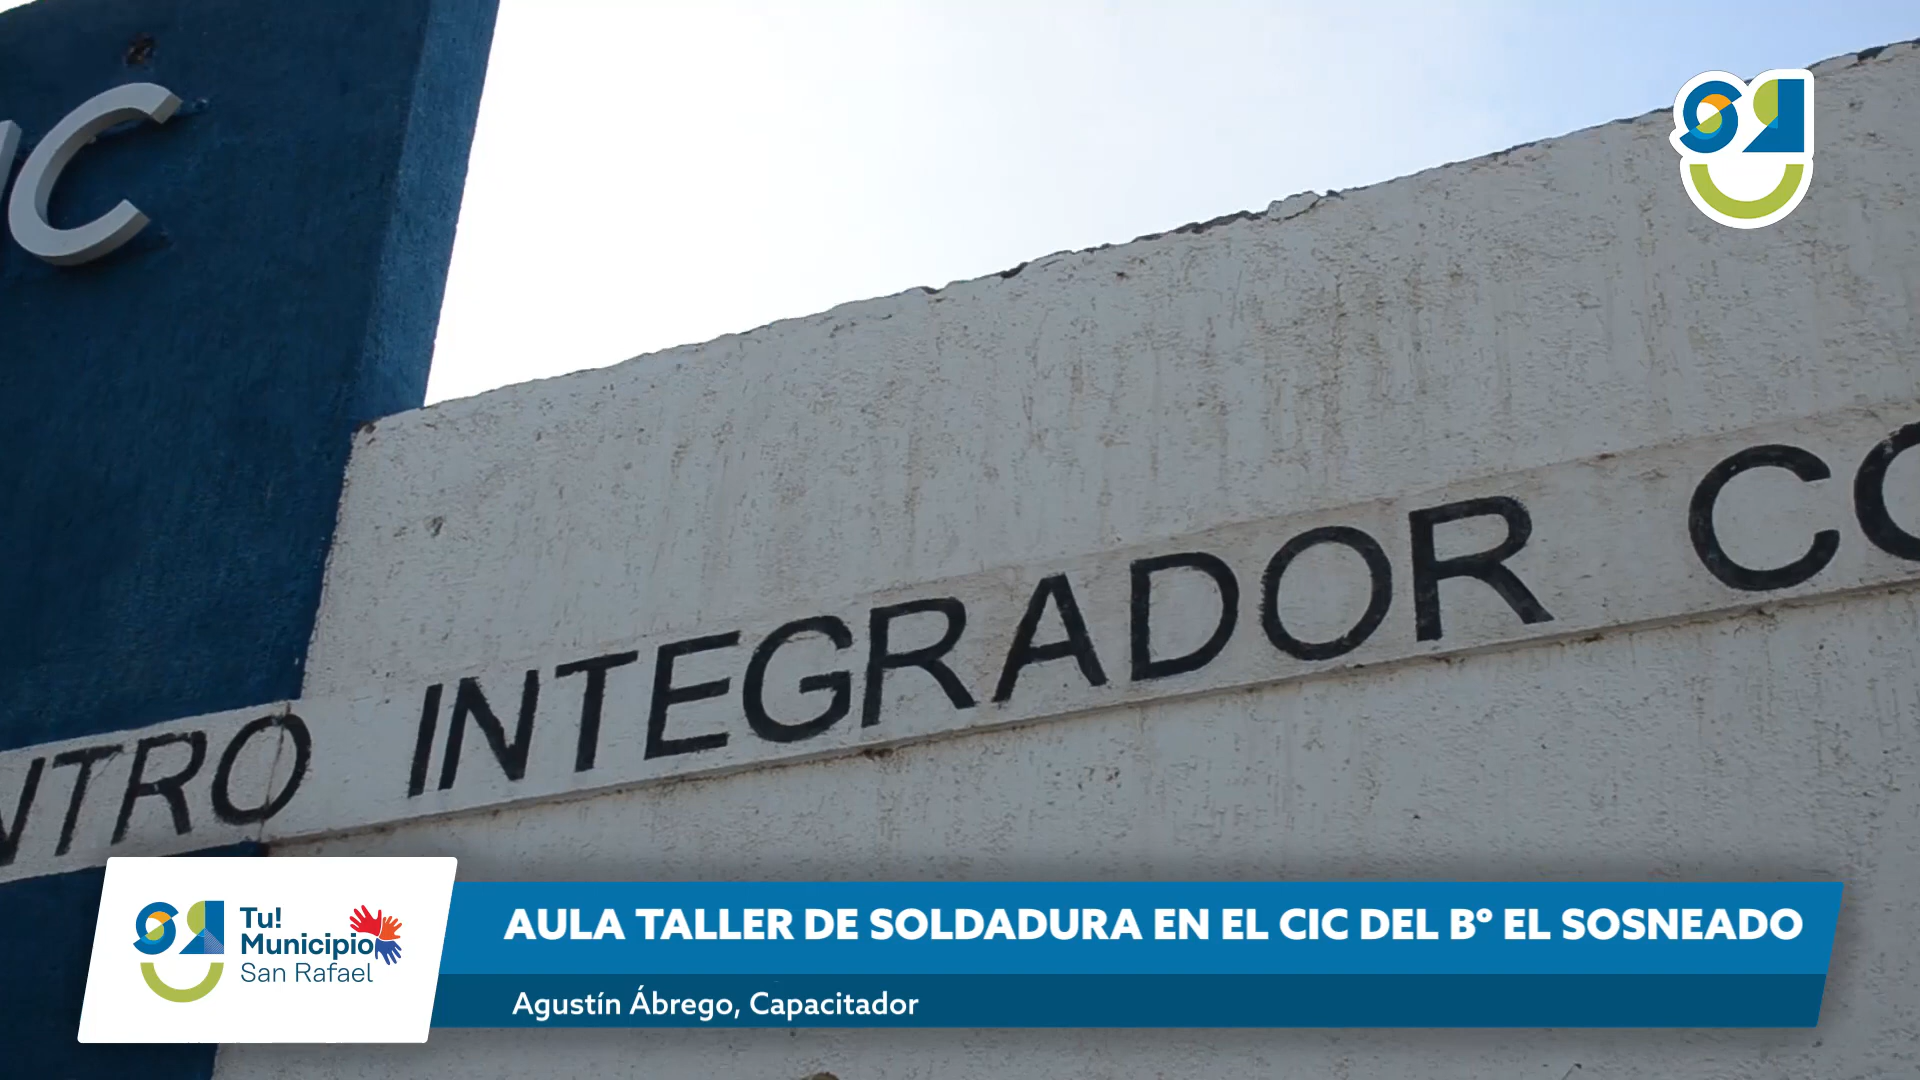 IC
NTRO INTEGRADOR CO
Tu!
Municipio
San Rafael
AULA TALLER DE SOLDADURA EN EL CIC DEL Bº EL SOSNEADO
Agustín Ábrego, Capacitador